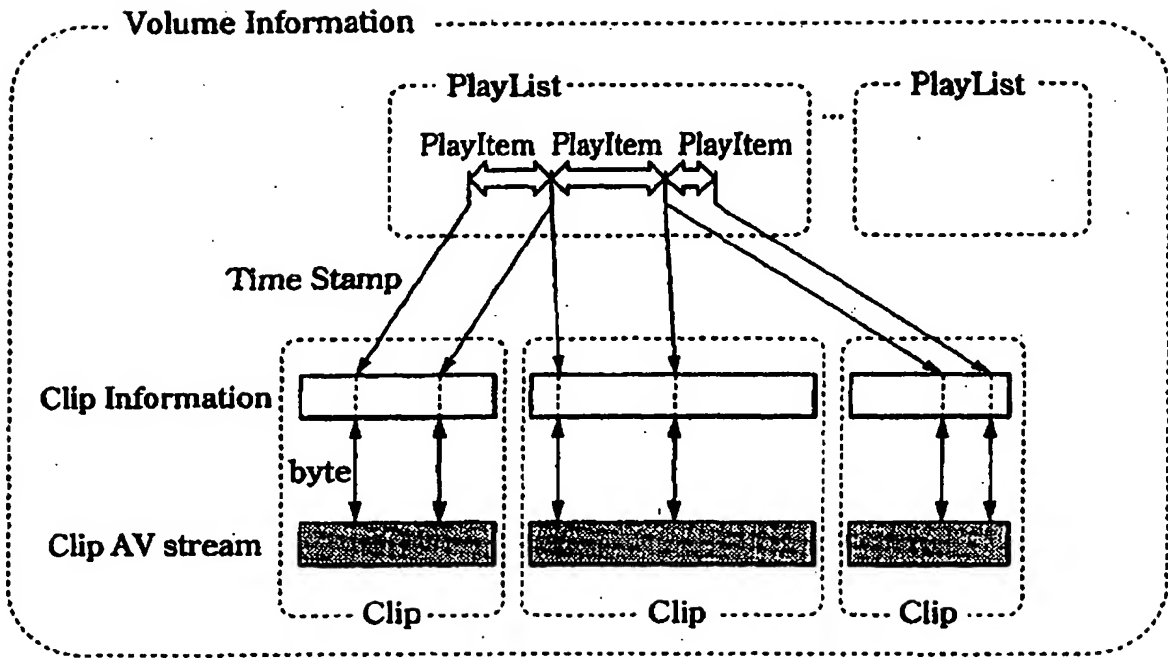 Volume Information
PlayList
PlayList
...
PlayItem PlayItem PlayItem
Time Stamp
Clip Information
byte
Clip AV stream
Clip
Clip
Clip